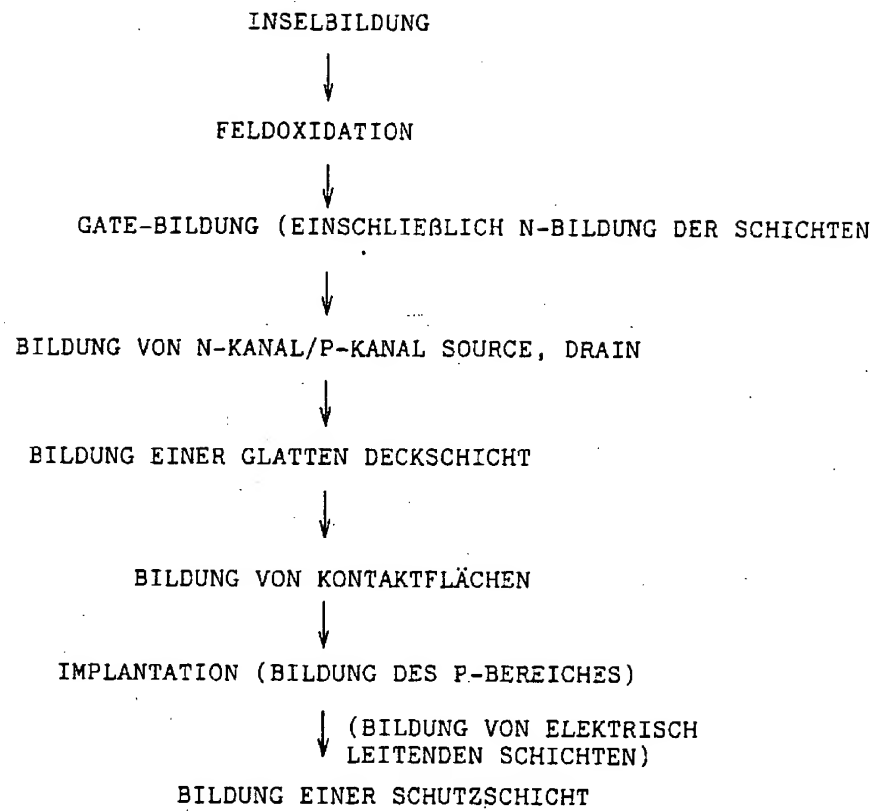 INSELBILDUNG
FELDOXIDATION
GATE-BILDUNG (EINSCHLIEßLICH N-BILDUNG DER SCHICHTEN
BILDUNG VON N-KANAL/P-KANAL SOURCE, DRAIN
BILDUNG EINER GLATTEN DECKSCHICHT
BILDUNG VON KONTAKTFLÄCHEN
IMPLANTATION (BILDUNG DES P-BEREICHES)
(BILDUNG VON ELEKTRISCH
LEITENDEN SCHICHTEN)
BILDUNG EINER SCHUTZSCHICHT